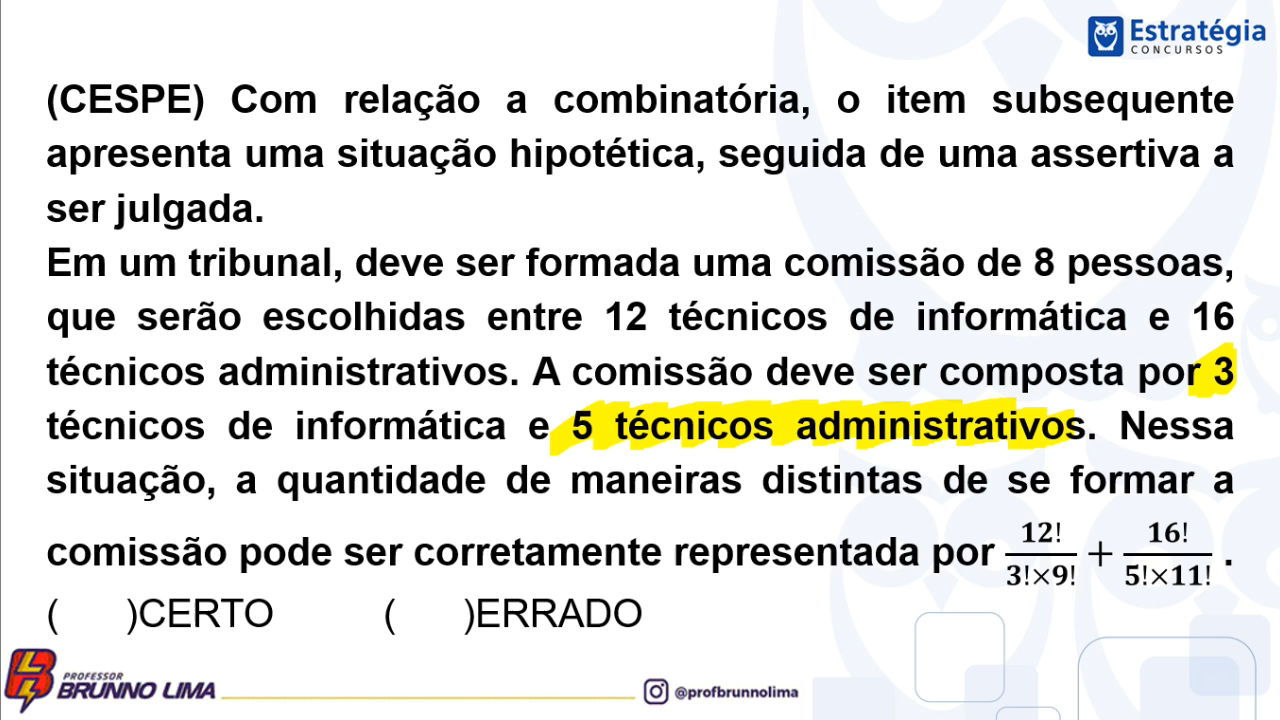 Estratégia
CONCURSOS
(CESPE) Com relação a combinatória, o item subsequente
apresenta uma situação hipotética, seguida de uma assertiva a
ser julgada.
Em um tribunal, deve ser formada uma comissão de 8 pessoas,
que serão escolhidas entre 12 técnicos de informática e 16
técnicos administrativos. A comissão deve ser composta por 3
técnicos de informática e 5 técnicos administrativos. Nessa
situação, a quantidade de maneiras distintas de se formar a
comissão pode ser corretamente representada por 12!/3!×9! + 16!/5!×11! .
( )CERTO ( )ERRADO
PROFESSOR
BRUNNO LIMA
@profbrunnolima